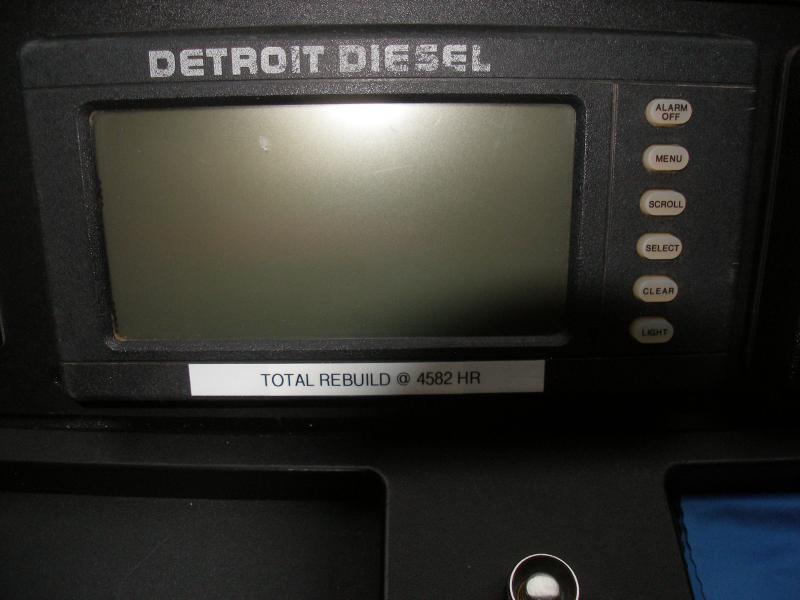 DETROIT DIESEL
ALARM
OFF
MENU
SCROLL
SELECT
CLEAR
LIGHT
TOTAL REBUILD @ 4582 HR